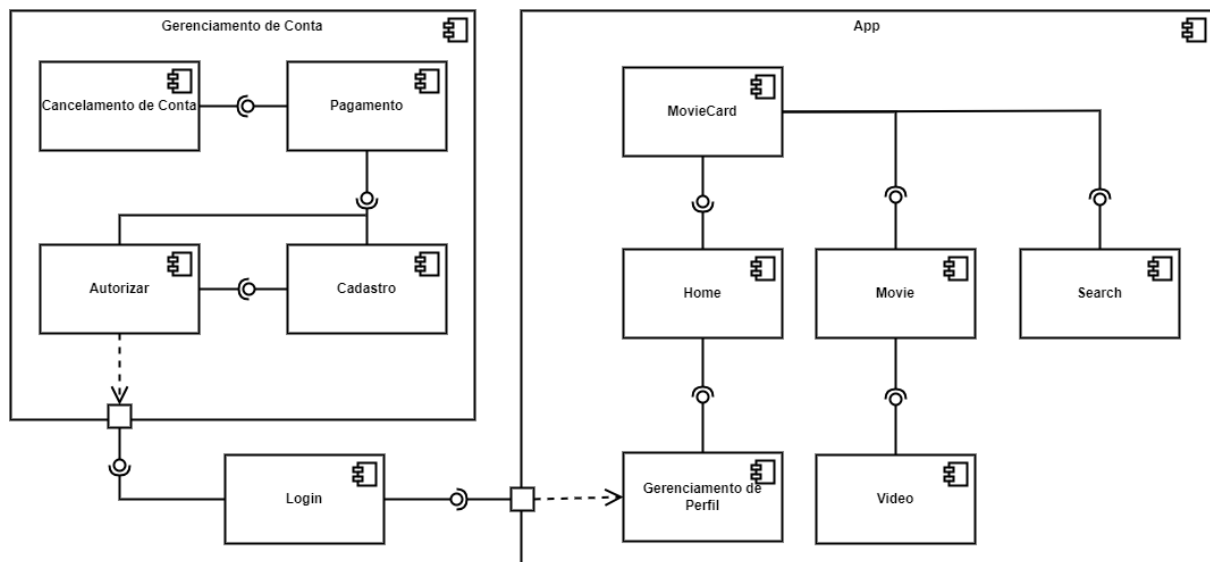 Gerenciamento de Conta
App
Cancelamento de Conta
Pagamento
MovieCard
Autorizar
Cadastro
Home
Movie
Search
Login
Gerenciamento de
Perfil
Video